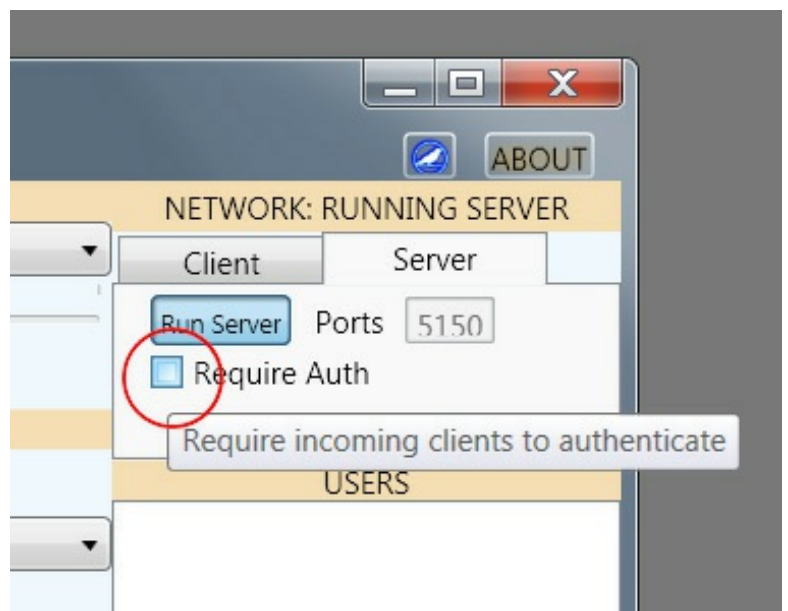 ABOUT
NETWORK: RUNNING SERVER
Client Server
Run Server Ports 5150
Require Auth
Require incoming clients to authenticate
USERS